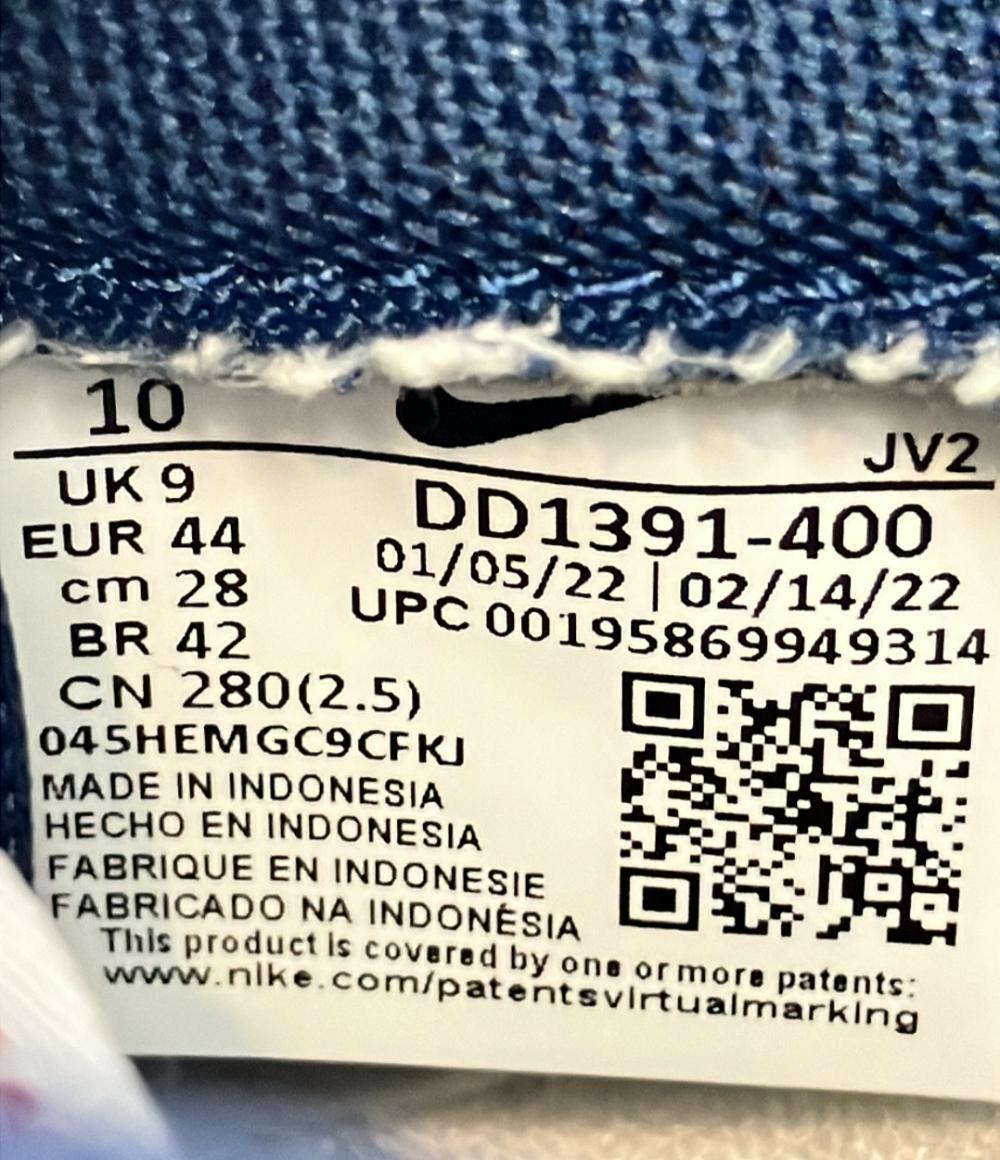 10
JV2
UK 9
EUR 44
cm 28
BR 42
CN 280(2.5)
DD1391-400
01/05/22 | 02/14/22
UPC 00195869949314
045HEMGC9CFKJ
MADE IN INDONESIA
HECHO EN INDONESIA
FABRIQUE EN INDONESIE
FABRICADO NA INDONÉSIA
This product is covered by one or more patents:
www.nike.com/patentsvirtualmarking